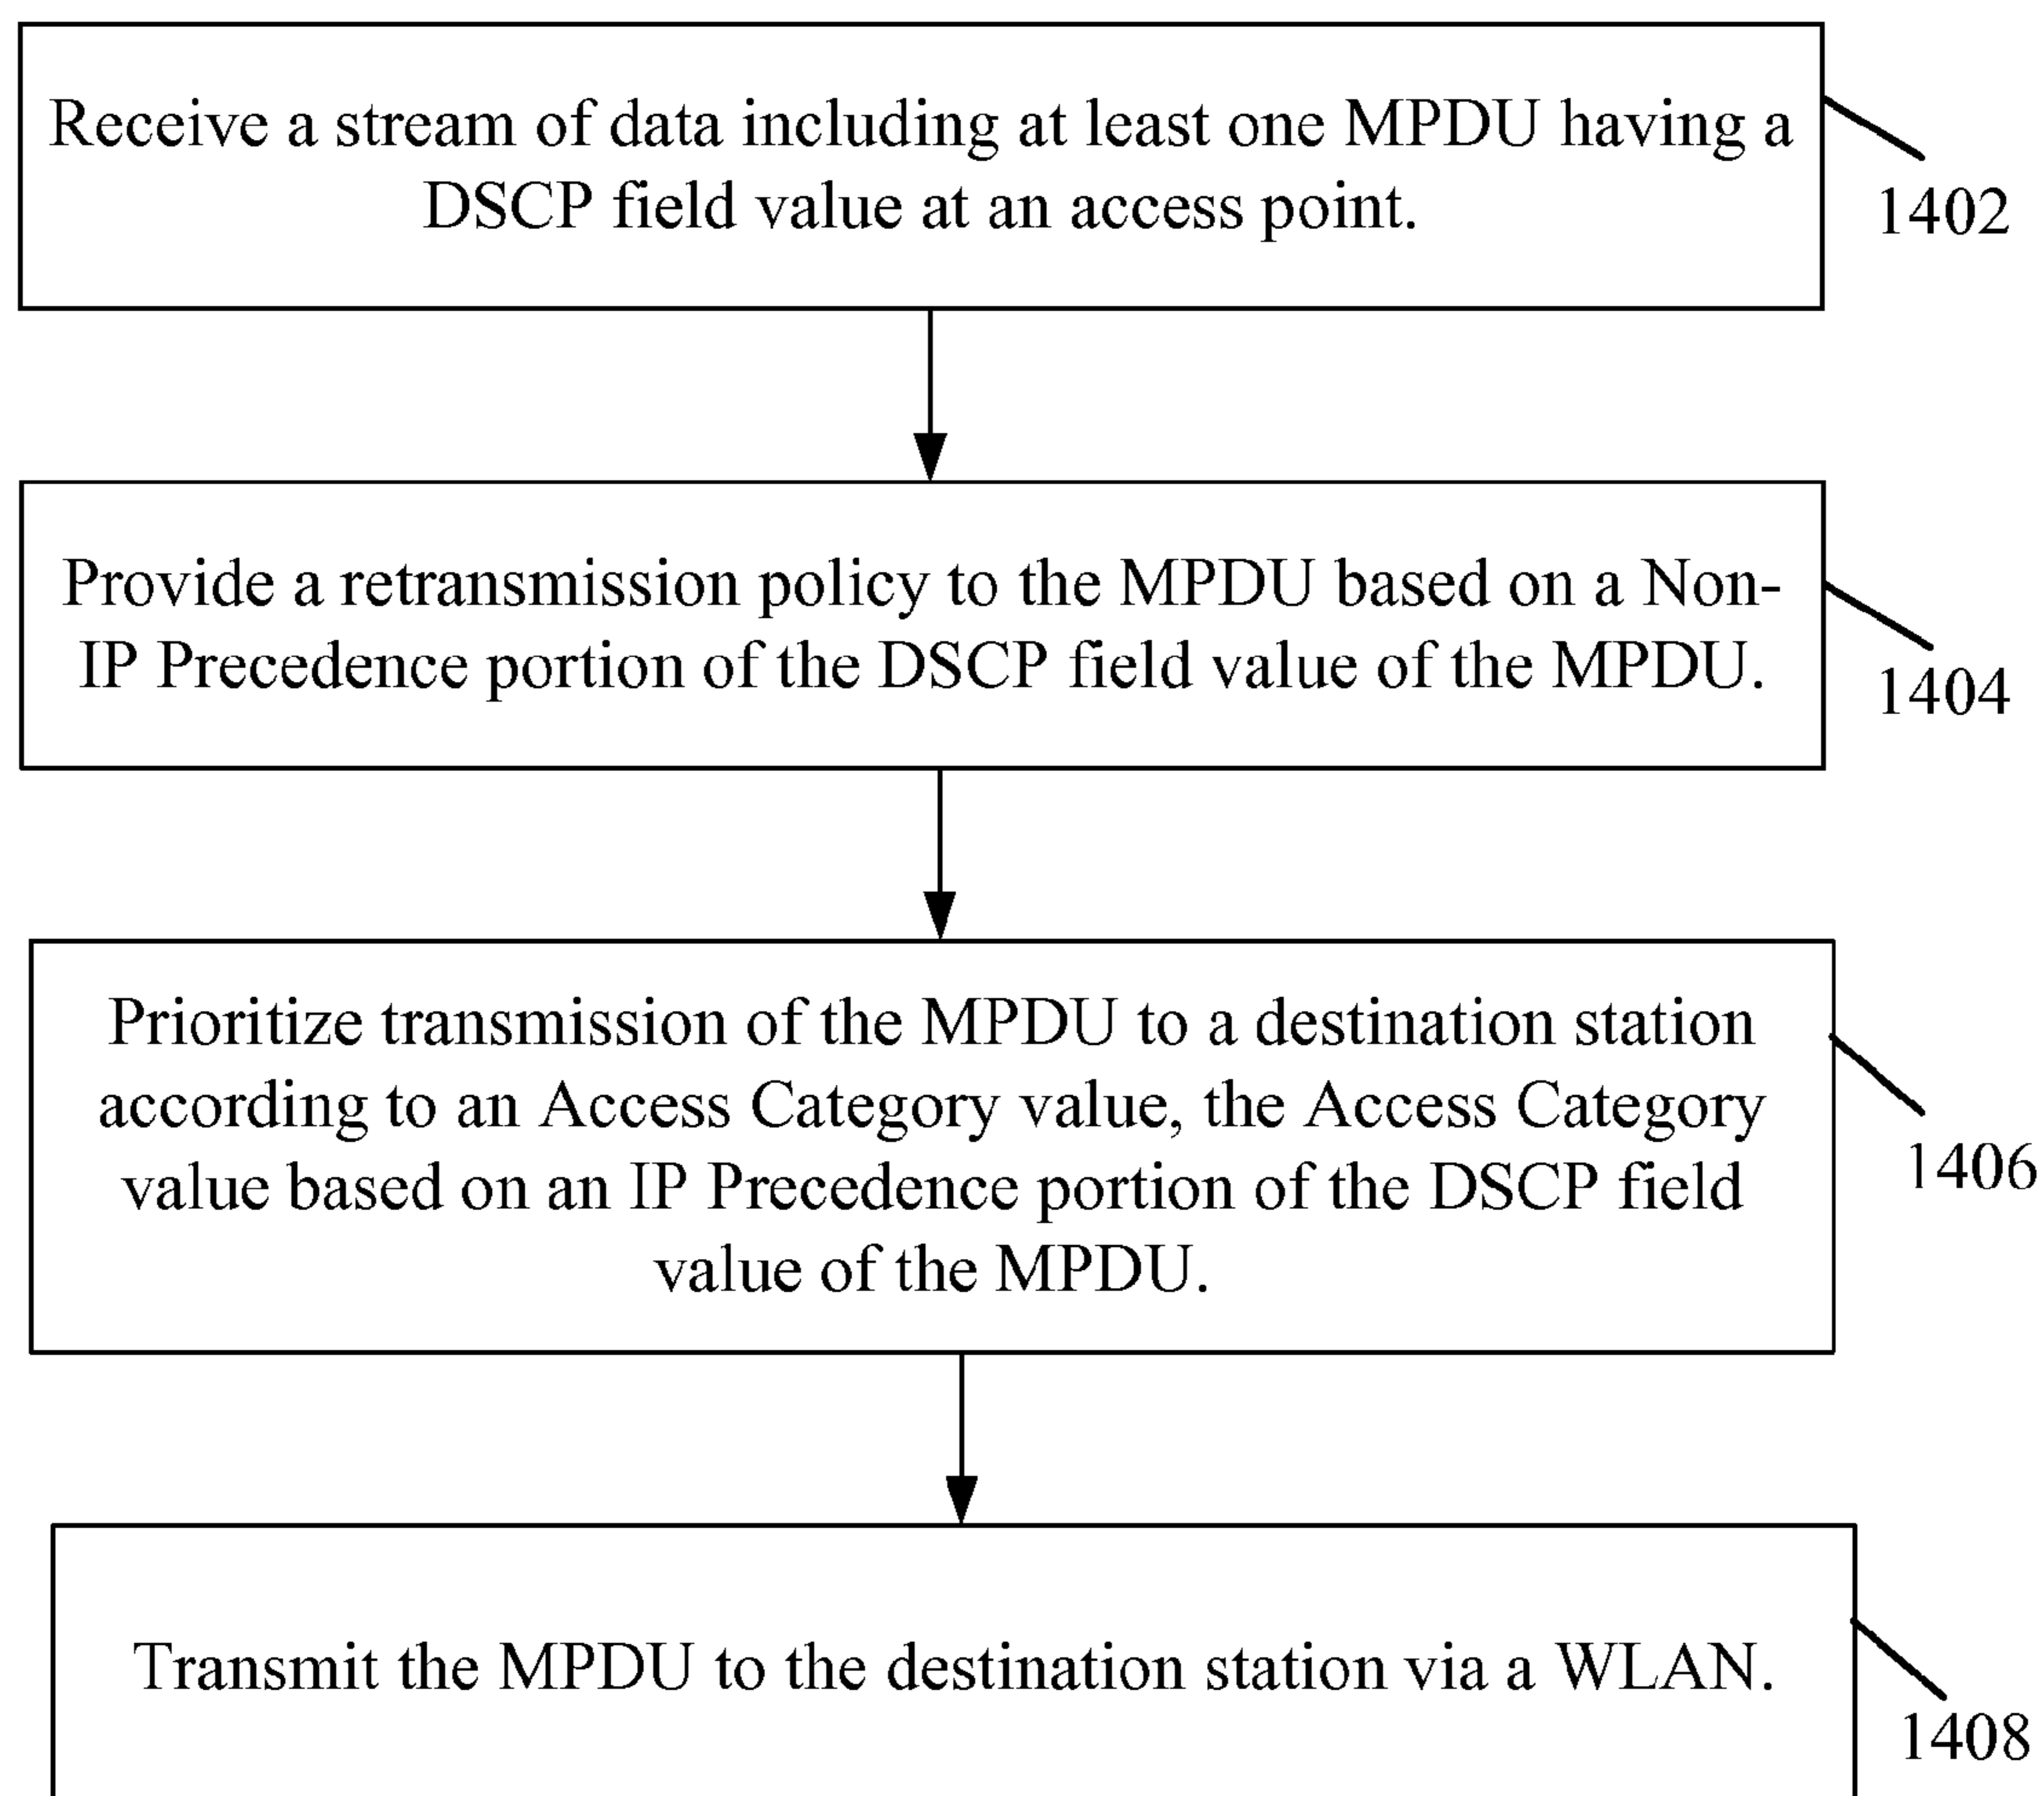 Receive a stream of data including at least one MPDU having a
DSCP field value at an access point.
1402
Provide a retransmission policy to the MPDU based on a Non-
IP Precedence portion of the DSCP field value of the MPDU.
1404
Prioritize transmission of the MPDU to a destination station
according to an Access Category value, the Access Category
value based on an IP Precedence portion of the DSCP field
value of the MPDU.
1406
Transmit the MPDU to the destination station via a WLAN.
1408